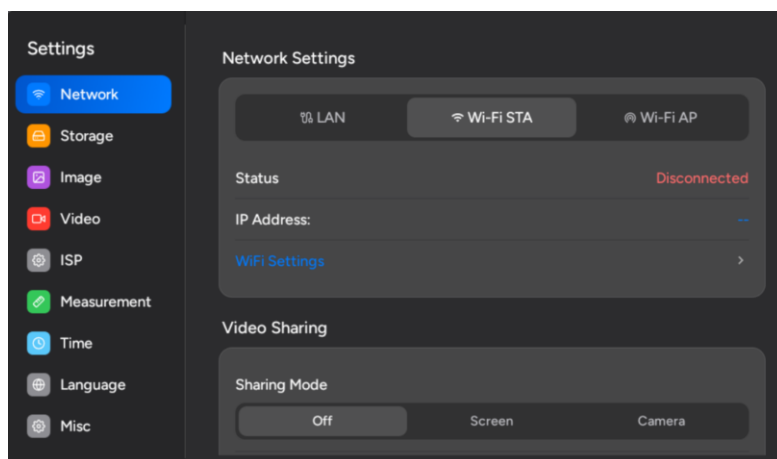 Settings
Network
Storage
Image
Video
ISP
Measurement
Time
Language
Misc
Network Settings
LAN
Wi-Fi STA
Wi-Fi AP
Status
Disconnected
IP Address:
--
WiFi Settings
Video Sharing
Sharing Mode
Off
Screen
Camera